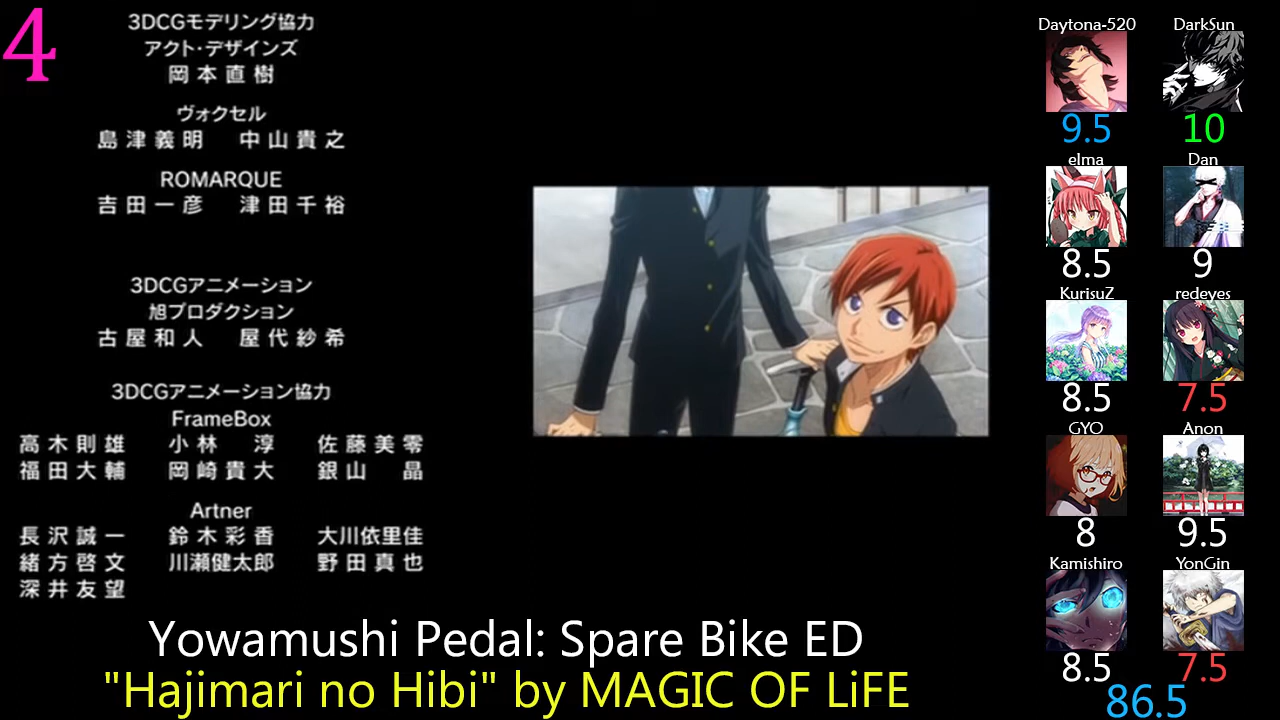 4
3DCGモデリング協力
アクト・デザインズ
岡本直樹
ヴォクセル
島津義明 中山貴之
ROMARQUE
吉田一彦 津田千裕
3DCGアニメーション
旭プロダクション
古屋和人 屋代紗希
3DCGアニメーション協力
FrameBox
高木則雄 小林 淳 佐藤美零
福田大輔 岡崎貴大 銀山 晶
Artner
長沢誠一 鈴木彩香 大川依里佳
緒方啓文 川瀬健太郎 野田真也
深井友望
Yowamushi Pedal: Spare Bike ED
"Hajimari no Hibi" by MAGIC OF LiFE
Daytona-520 DarkSun
9.5 10
elma Dan
8.5 9
KurisuZ redeyes
8.5 7.5
GYO Anon
8 9.5
Kamishiro YonGin
8.5 7.5
86.5